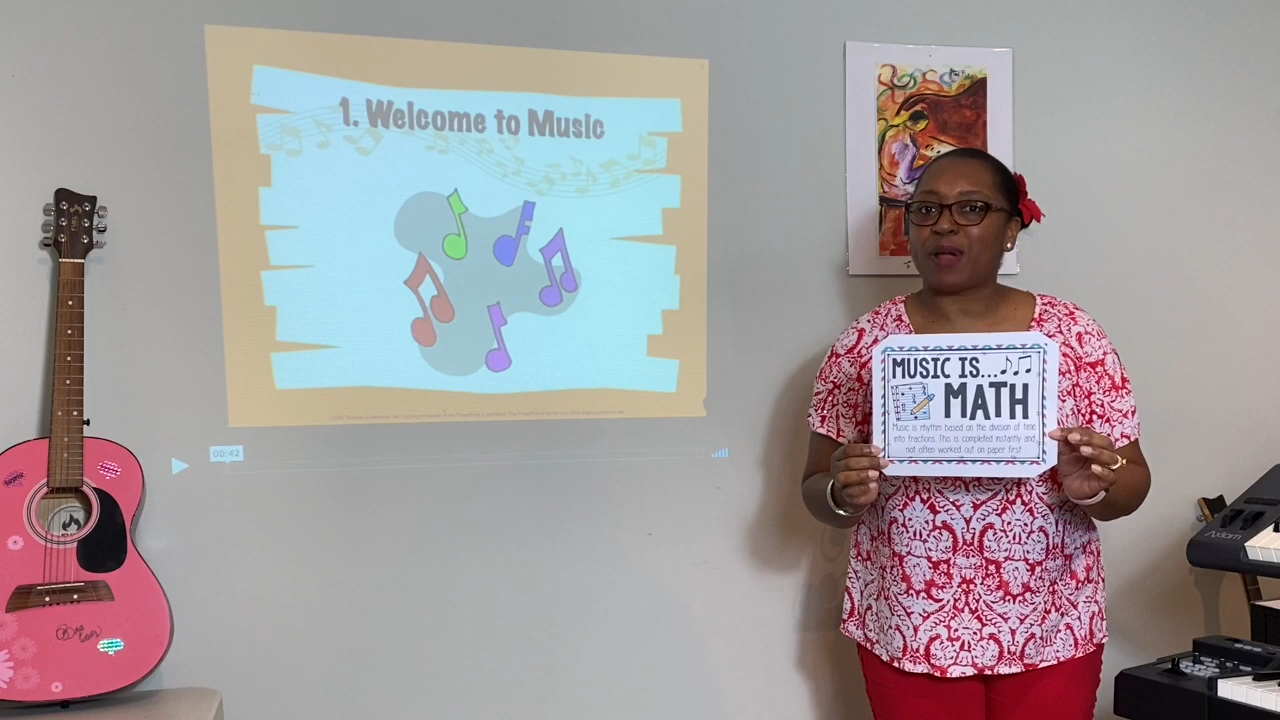 1. Welcome to Music
00:42
MUSIC IS...
MATH
Music is rhythm based on the division of time
into fractions. This is completed instantly and
not often worked out on paper first
Axiom